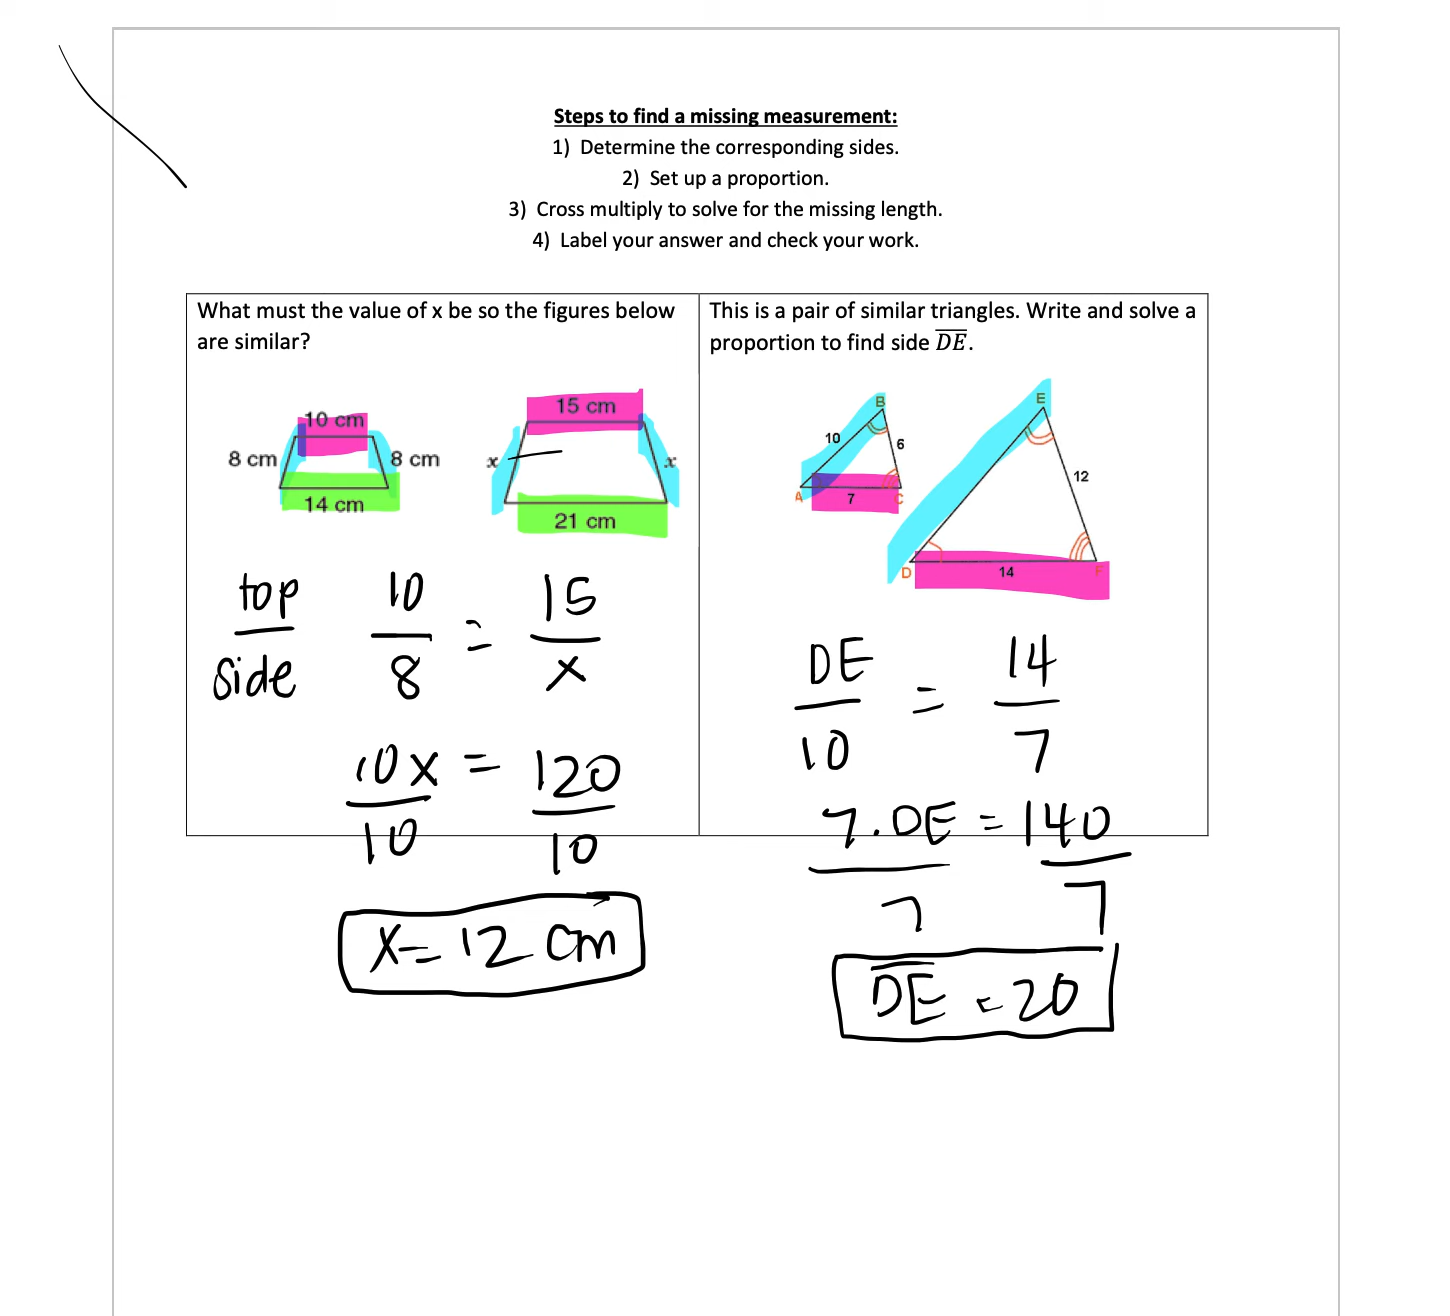 Steps to find a missing measurement:
1) Determine the corresponding sides.
2) Set up a proportion.
3) Cross multiply to solve for the missing length.
4) Label your answer and check your work.
What must the value of x be so the figures below
are similar?
10 cm
8 cm
8 cm
14 cm
15 cm
x
x
21 cm
top
side
10
8
=
15
x
10x = 120
10
10
x = 12 cm
This is a pair of similar triangles. Write and solve a
proportion to find side DE.
B
10
6
A
7
C
E
12
D
14
F
DE
10
=
14
7
7 · DE = 140
7
7
DE = 20